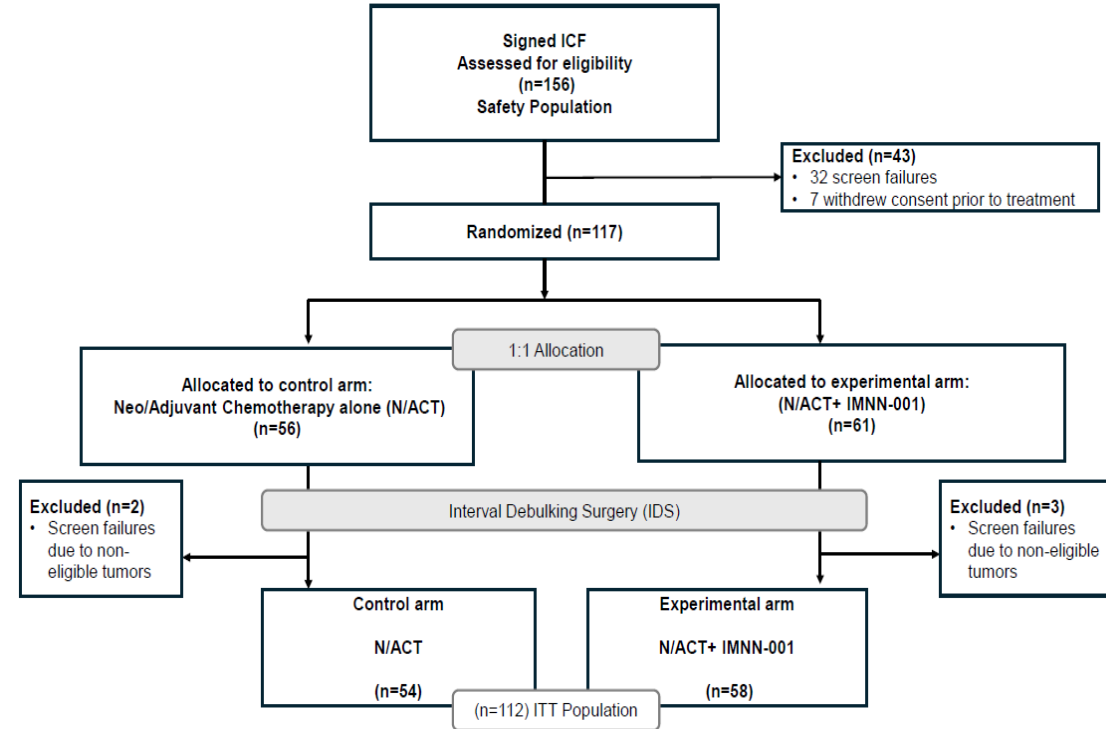 Signed ICF
Assessed for eligibility
(n=156)
Safety Population
Excluded (n=43)
• 32 screen failures
• 7 withdrew consent prior to treatment
Randomized (n=117)
1:1 Allocation
Allocated to control arm:
Neo/Adjuvant Chemotherapy alone (N/ACT)
(n=56)
Allocated to experimental arm:
(N/ACT+ IMNN-001)
(n=61)
Excluded (n=2)
• Screen failures
due to non-
eligible tumors
Interval Debulking Surgery (IDS)
Excluded (n=3)
• Screen failures
due to non-eligible
tumors
Control arm
N/ACT
(n=54)
Experimental arm
N/ACT+ IMNN-001
(n=58)
(n=112) ITT Population